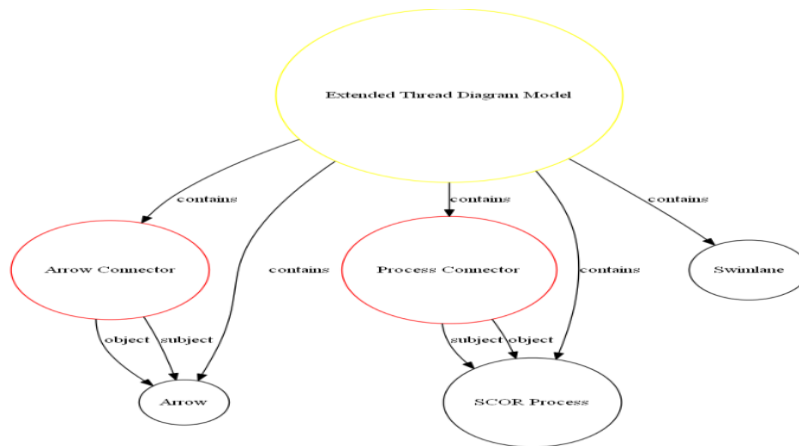 Extended Thread Diagram Model
contains
contains
contains
Arrow Connector
contains
Process Connector
contains
Swimlane
object
subject
subject
object
Arrow
SCOR Process